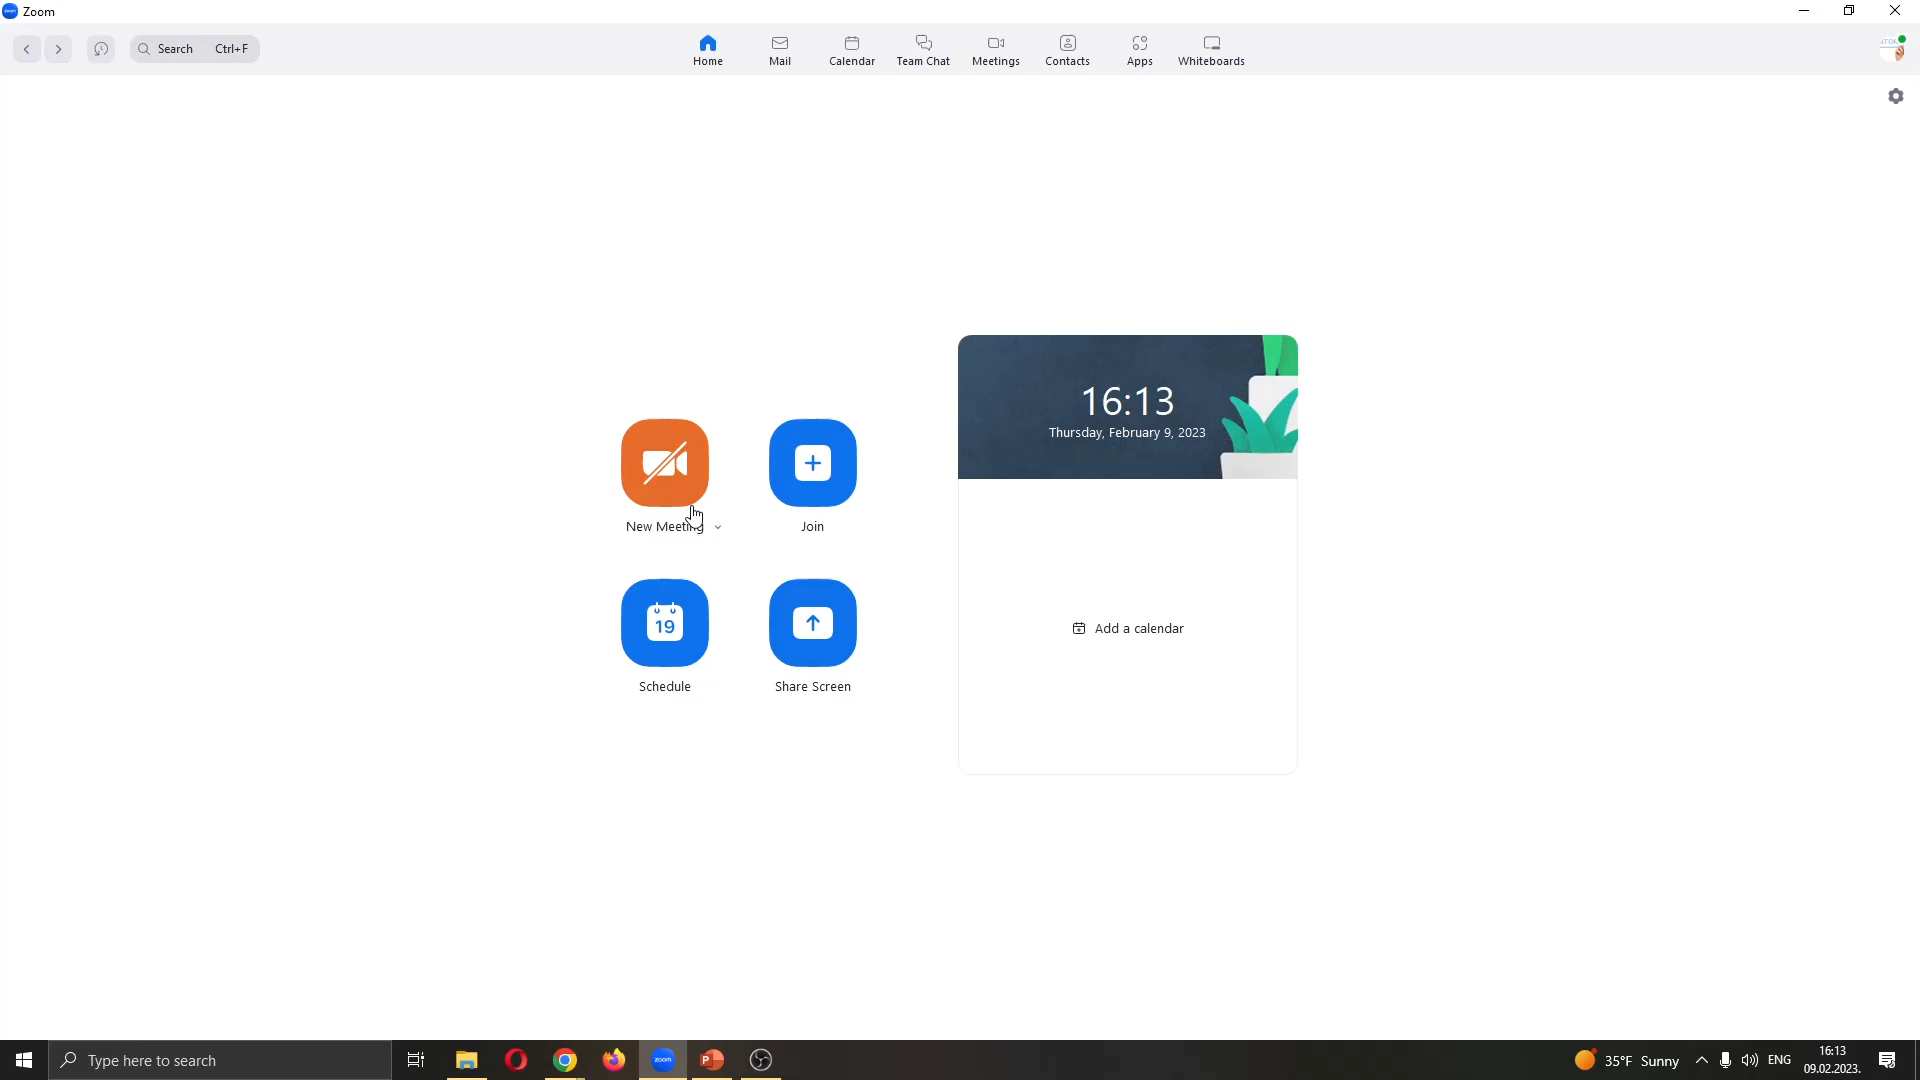 Zoom
Search Ctrl+F
Home
Mail
Calendar
Team Chat
Meetings
Contacts
Apps
Whiteboards
16:13
Thursday, February 9, 2023
New Meeting
Join
19
Schedule
Share Screen
Add a calendar
Type here to search
zoom
P
35°F Sunny
ENG
16:13
09.02.2023.